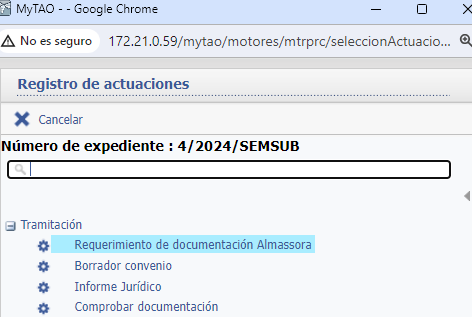 MyTAO - - Google Chrome
No es seguro 172.21.0.59/mytao/motores/mtrprc/seleccionActuacio...
Registro de actuaciones
Cancelar
Número de expediente : 4/2024/SEMSUB
Tramitación
Requerimiento de documentación Almassora
Borrador convenio
Informe Jurídico
Comprobar documentación